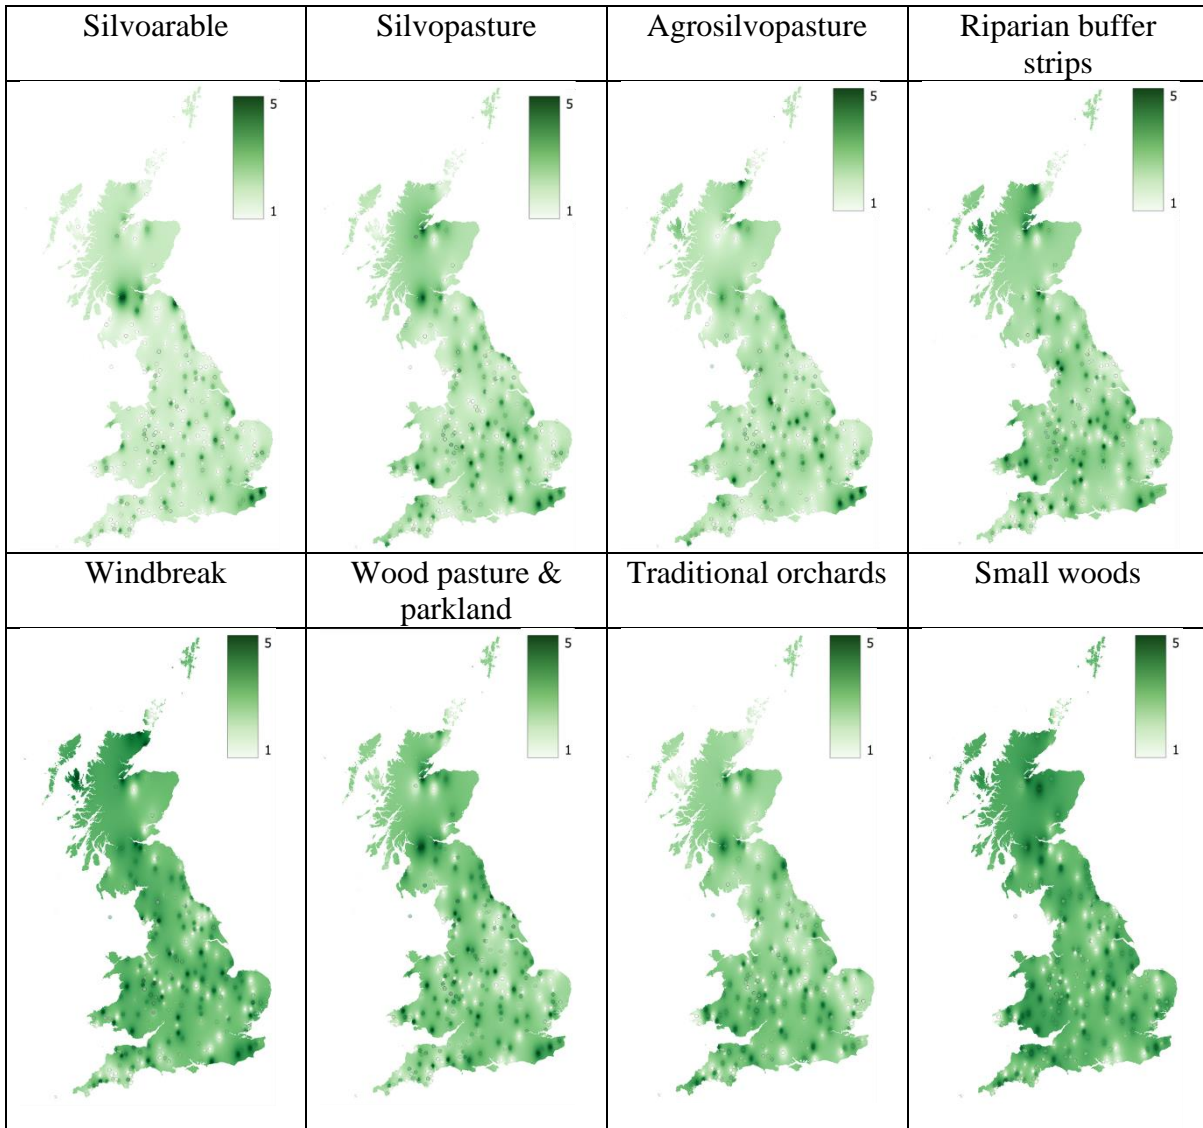 Silvoarable
Silvopasture
Agrosilvopasture
Riparian buffer
strips
5
1
5
1
5
1
5
1
Windbreak
Wood pasture &
parkland
Traditional orchards
Small woods
5
1
5
1
5
1
5
1